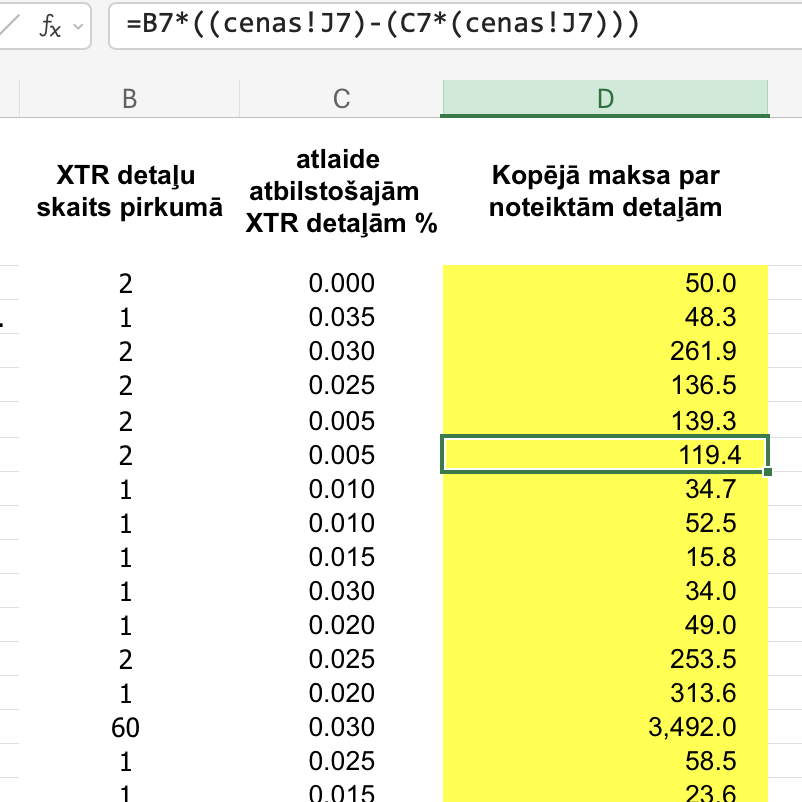 fx =B7*((cenas!J7)-(C7*(cenas!J7)))
B C D
XTR detaļu
skaits pirkumā
atlaide
atbilstošajām
XTR detaļām %
Kopējā maksa par
noteiktām detaļām
2 0.000 50.0
1 0.035 48.3
2 0.030 261.9
2 0.025 136.5
2 0.005 139.3
2 0.005 119.4
1 0.010 34.7
1 0.010 52.5
1 0.015 15.8
1 0.030 34.0
1 0.020 49.0
2 0.025 253.5
1 0.020 313.6
60 0.030 3,492.0
1 0.025 58.5
1 0.015 23.6